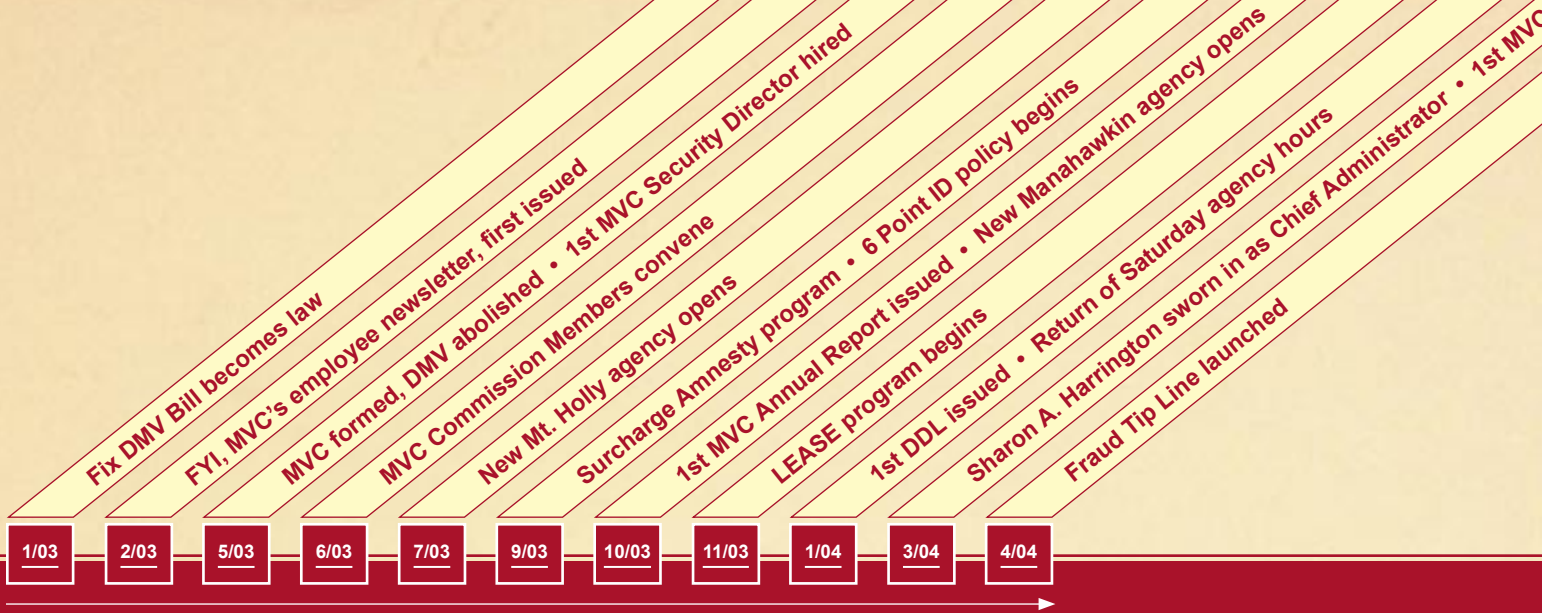 Fix DMV Bill becomes law
FYI, MVC's employee newsletter, first issued
MVC formed, DMV abolished • 1st MVC Security Director hired
MVC Commission Members convene
New Mt. Holly agency opens
Surcharge Amnesty program • 6 Point ID policy begins
1st MVC Annual Report issued • New Manahawkin agency opens
LEASE program begins
1st DDL issued • Return of Saturday agency hours
Sharon A. Harrington sworn in as Chief Administrator • 1st MVC
Fraud Tip Line launched
1/03
2/03
5/03
6/03
7/03
9/03
10/03
11/03
1/04
3/04
4/04